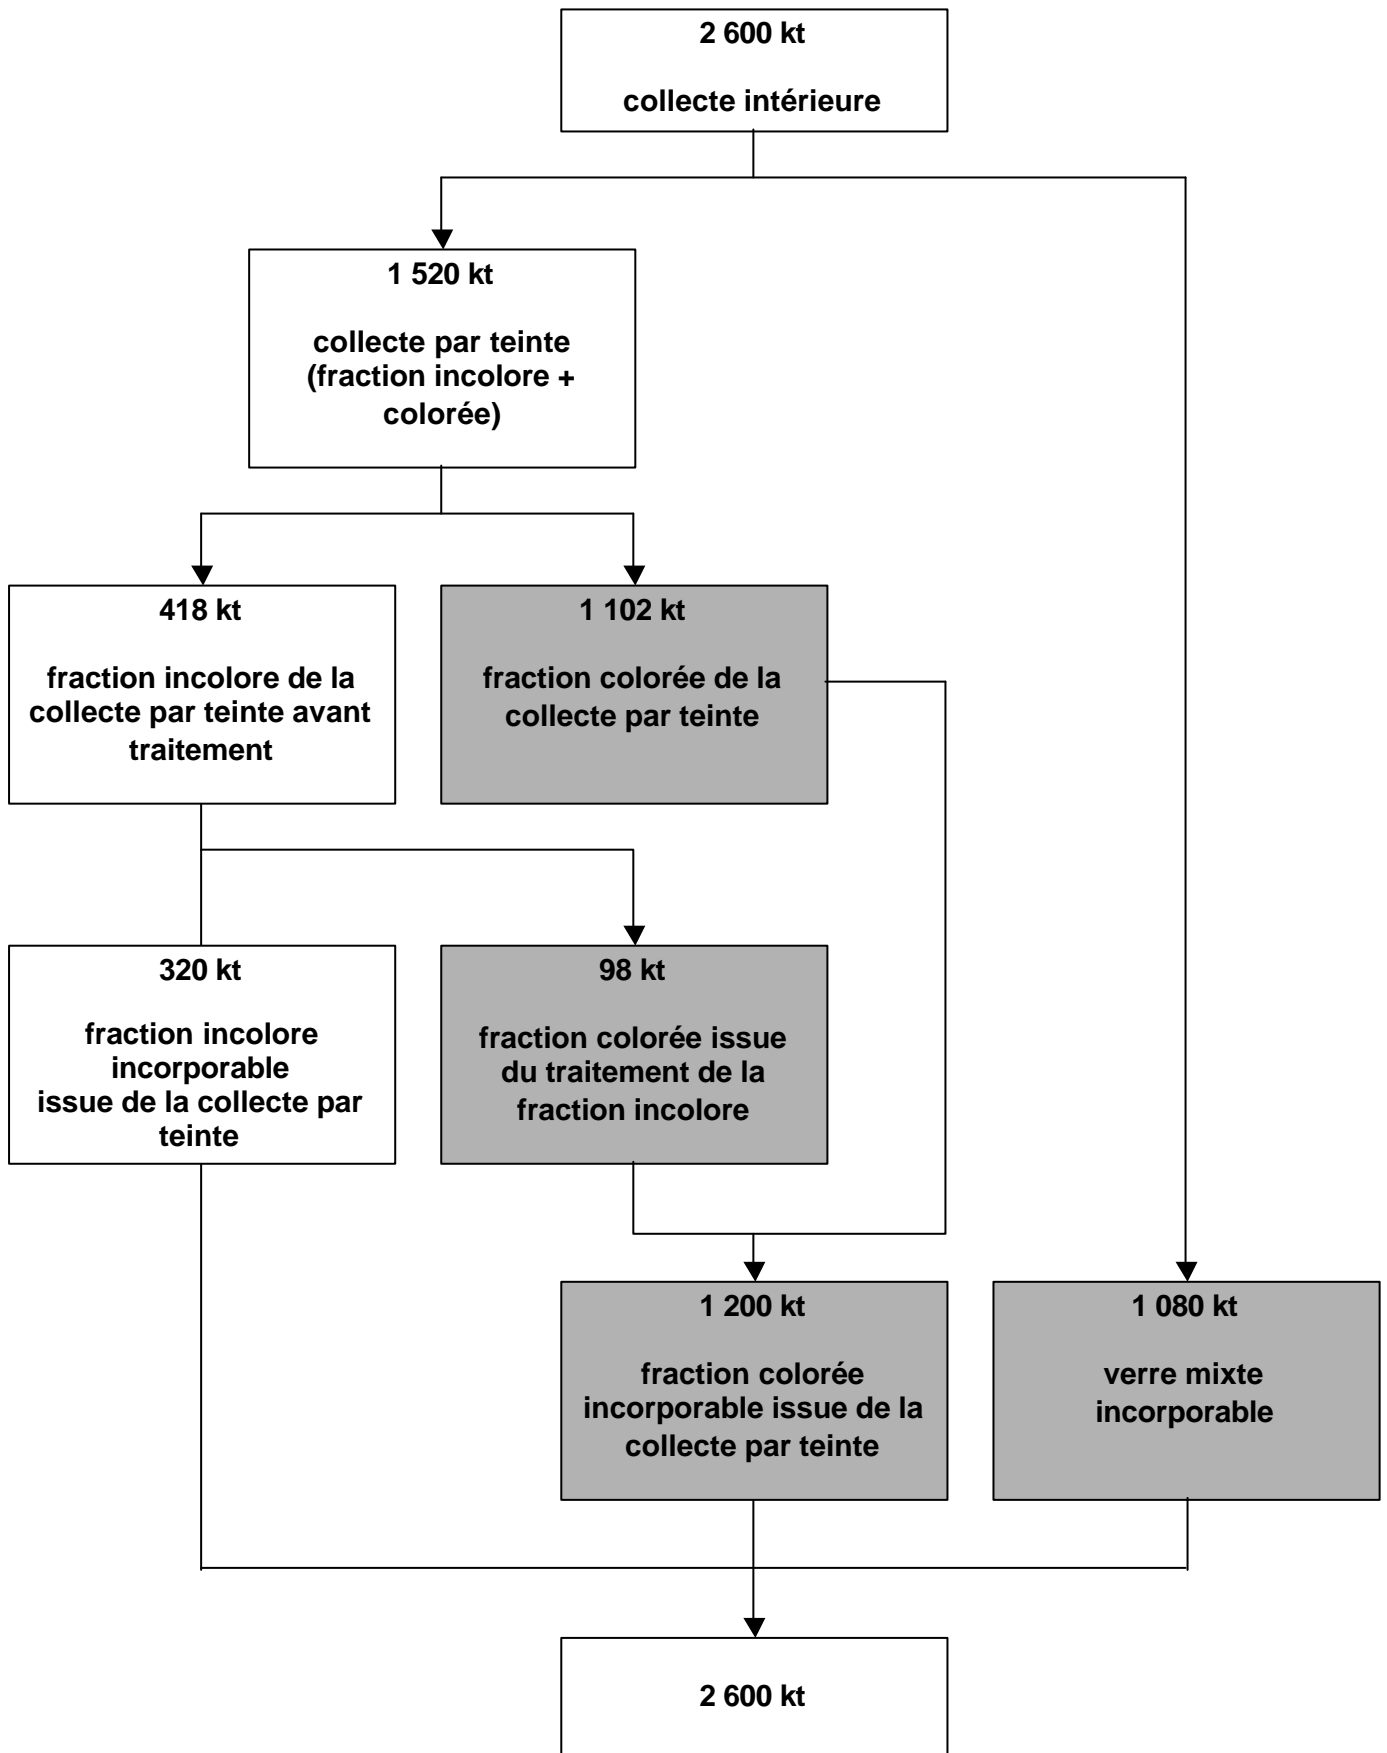 2 600 kt
collecte intérieure
1 520 kt
collecte par teinte
(fraction incolore +
colorée)
418 kt
fraction incolore de la
collecte par teinte avant
traitement
1 102 kt
fraction colorée de la
collecte par teinte
320 kt
fraction incolore
incorporable
issue de la collecte par
teinte
98 kt
fraction colorée issue
du traitement de la
fraction incolore
1 200 kt
fraction colorée
incorporable issue de la
collecte par teinte
1 080 kt
verre mixte
incorporable
2 600 kt